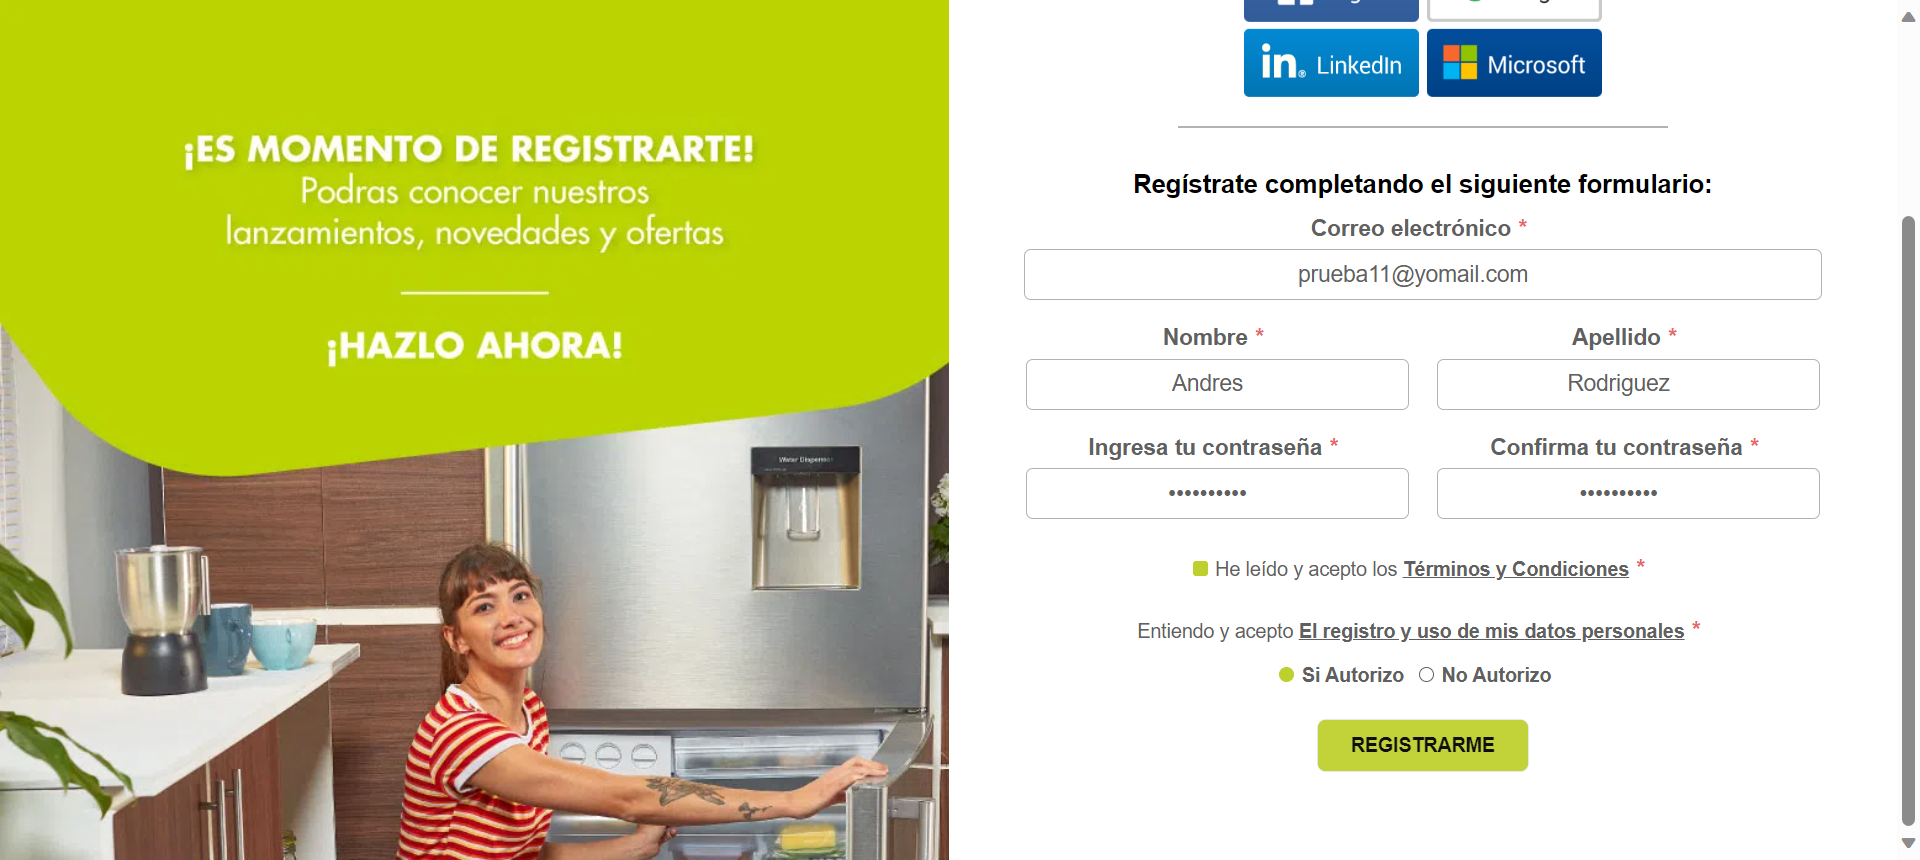 ¡ES MOMENTO DE REGISTRARTE!
Podras conocer nuestros
lanzamientos, novedades y ofertas
¡HAZLO AHORA!
Water Dispenser
in® LinkedIn
Microsoft
Regístrate completando el siguiente formulario:
Correo electrónico *
prueba11@yomail.com
Nombre *
Apellido *
Andres
Rodriguez
Ingresa tu contraseña *
Confirma tu contraseña *
••••••••••
••••••••••
He leído y acepto los Términos y Condiciones *
Entiendo y acepto El registro y uso de mis datos personales *
Si Autorizo
No Autorizo
REGISTRARME